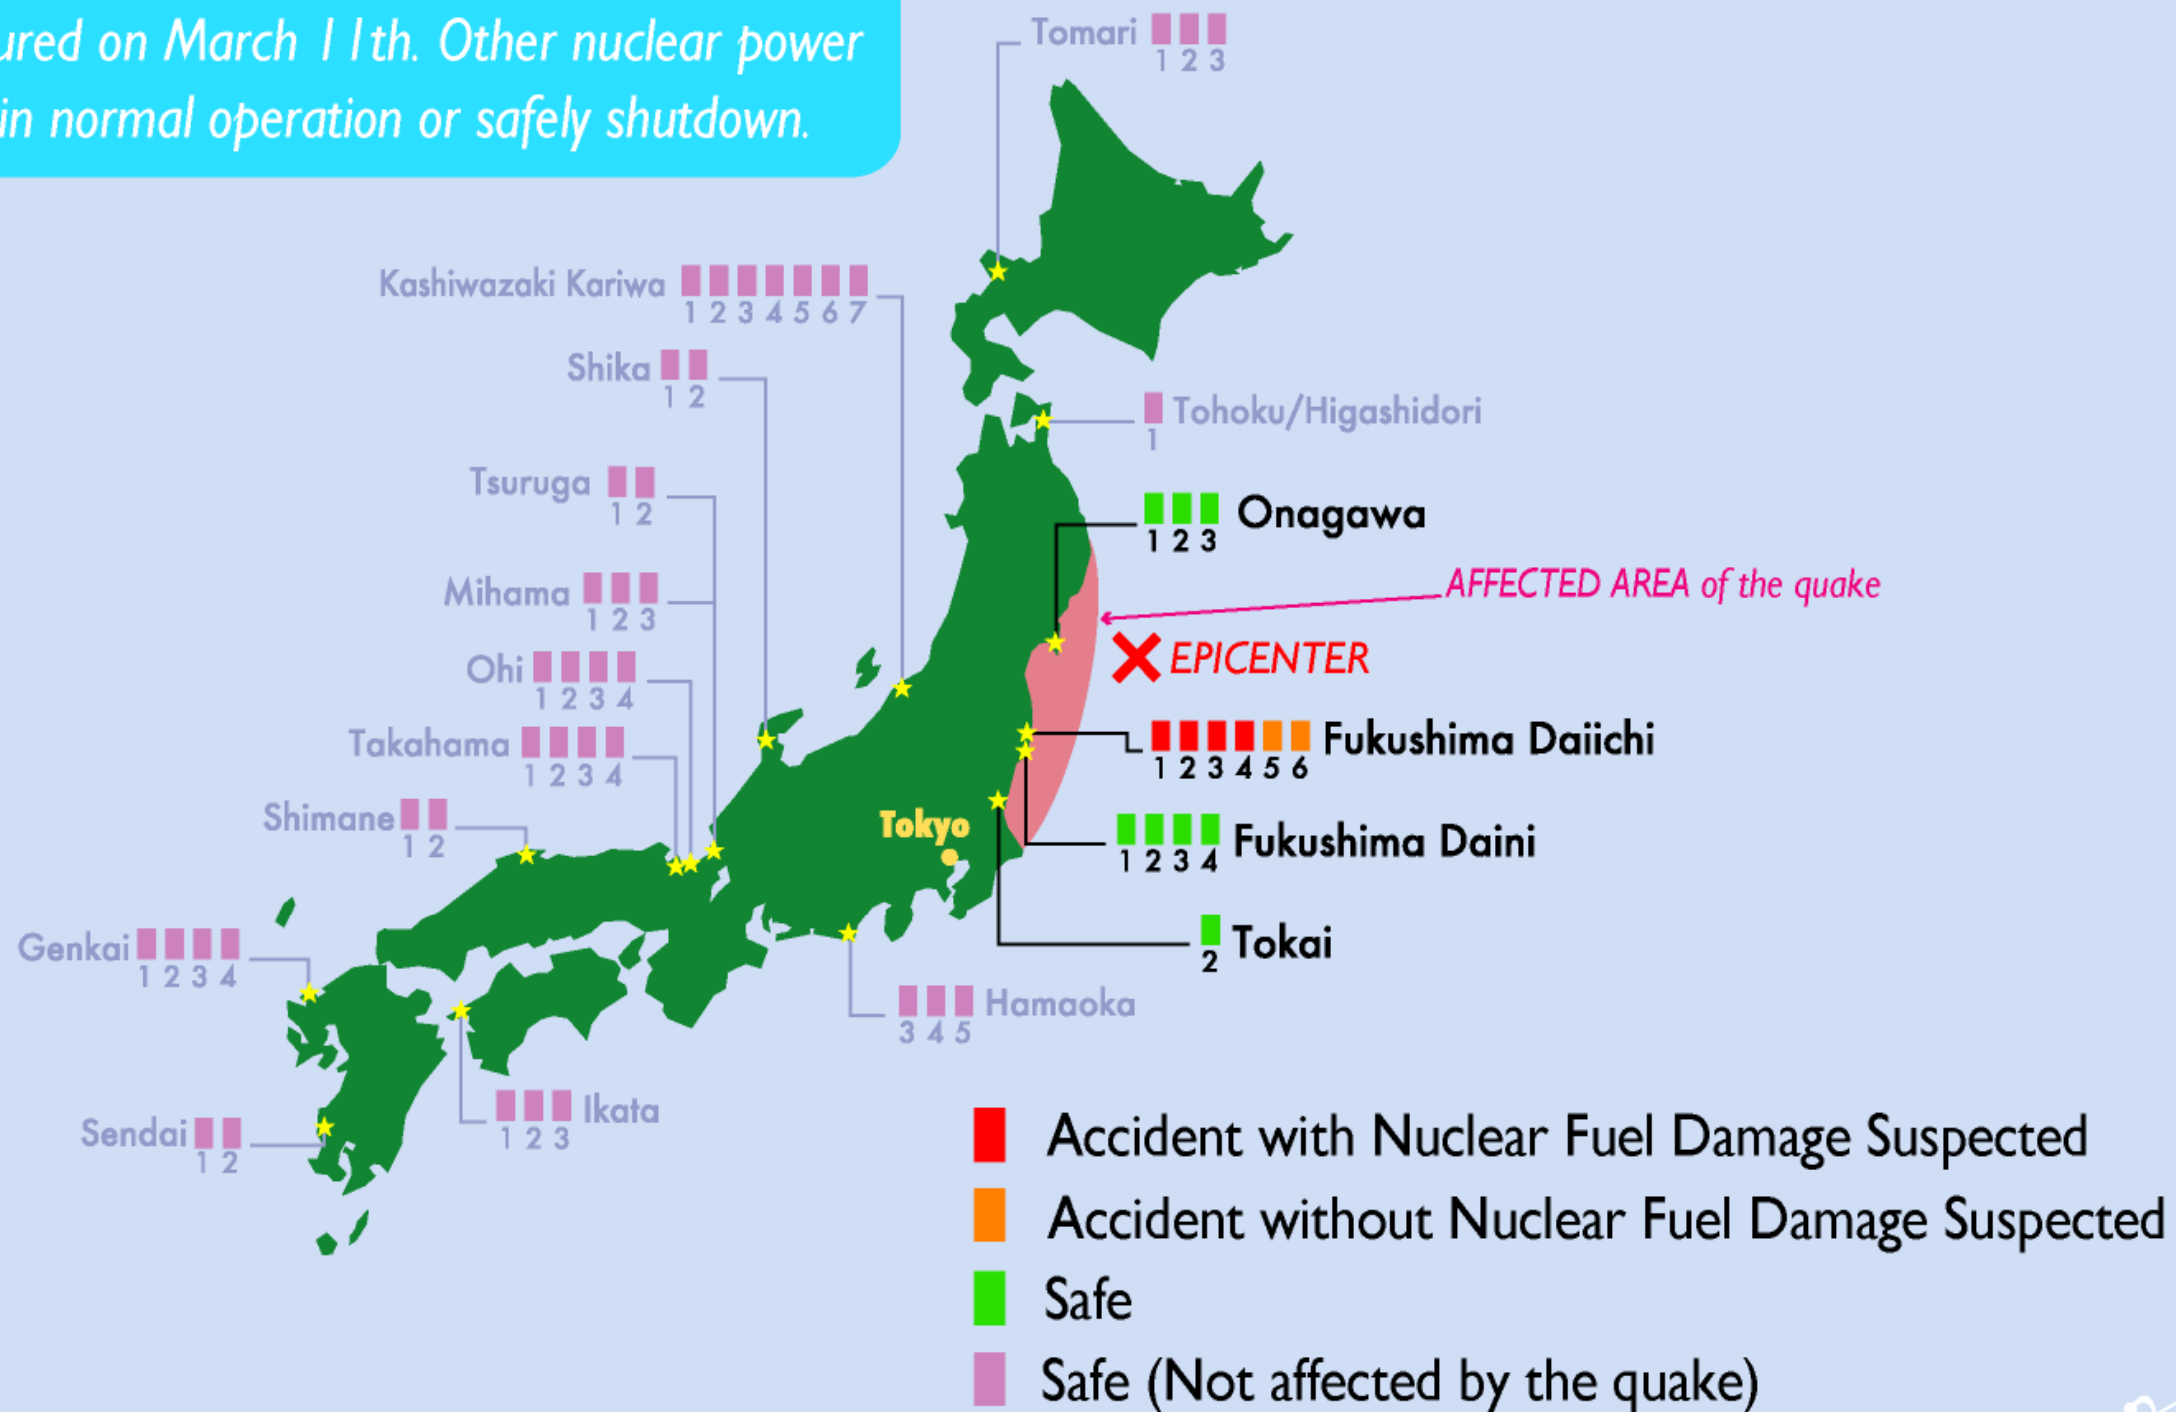 ured on March 11th. Other nuclear power
in normal operation or safely shutdown.
Tomari
1 2 3
Kashiwazaki Kariwa
1 2 3 4 5 6 7
Shika
1 2
Tohoku/Higashidori
1
Tsuruga
1 2
Onagawa
1 2 3
Mihama
1 2 3
AFFECTED AREA of the quake
EPICENTER
Ohi
1 2 3 4
Takahama
1 2 3 4
Fukushima Daiichi
1 2 3 4 5 6
Shimane
1 2
Tokyo
Fukushima Daini
1 2 3 4
Genkai
1 2 3 4
Tokai
2
Hamaoka
3 4 5
Ikata
1 2 3
Sendai
1 2
Accident with Nuclear Fuel Damage Suspected
Accident without Nuclear Fuel Damage Suspected
Safe
Safe (Not affected by the quake)